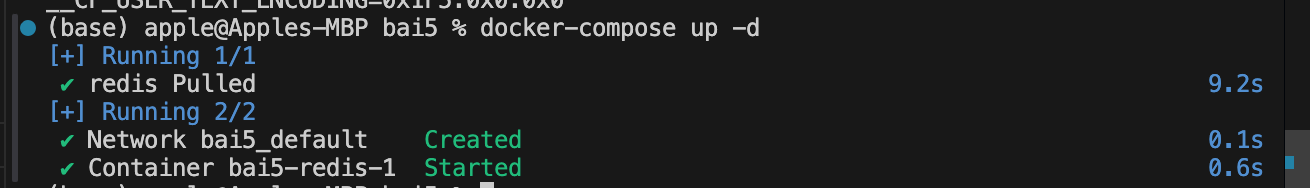 (base) apple@Apples-MBP bai5 % docker-compose up -d
[+] Running 1/1
✔ redis Pulled 9.2s
[+] Running 2/2
✔ Network bai5_default Created 0.1s
✔ Container bai5-redis-1 Started 0.6s